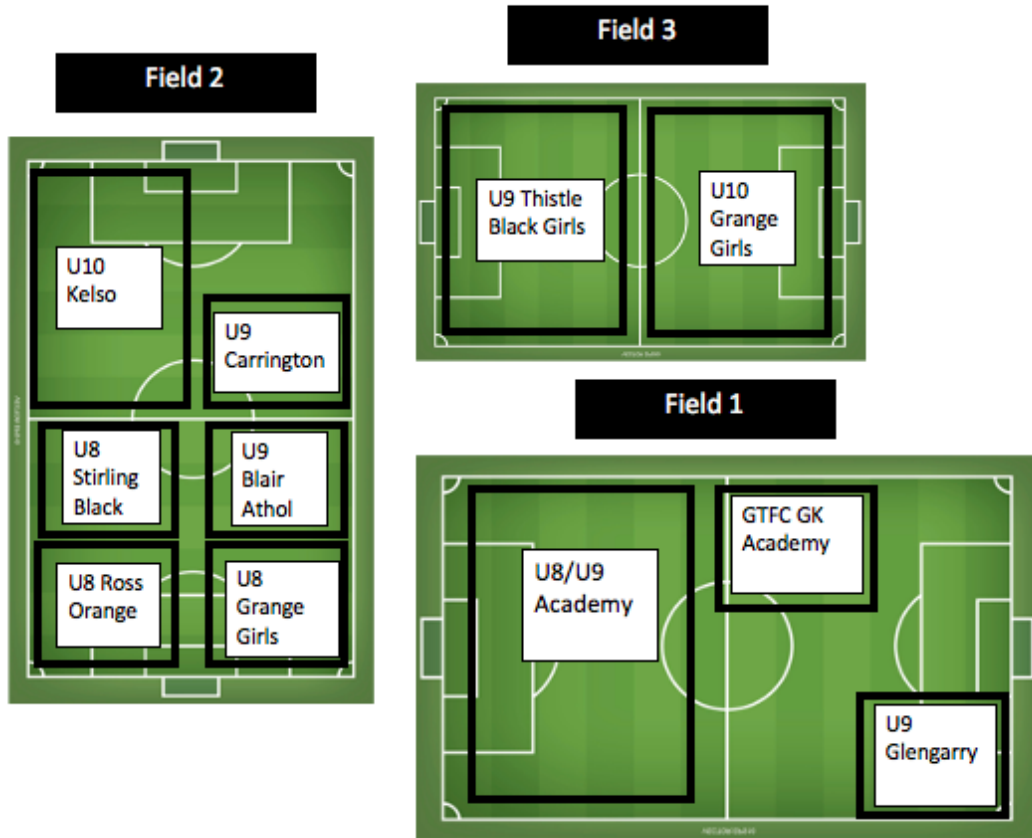 Field 2
U10
Kelso
U9
Carrington
U8
Stirling
Black
U9
Blair
Athol
U8 Ross
Orange
U8
Grange
Girls
Field 3
U9 Thistle
Black Girls
U10
Grange
Girls
Field 1
U8/U9
Academy
GTFC GK
Academy
U9
Glengarry